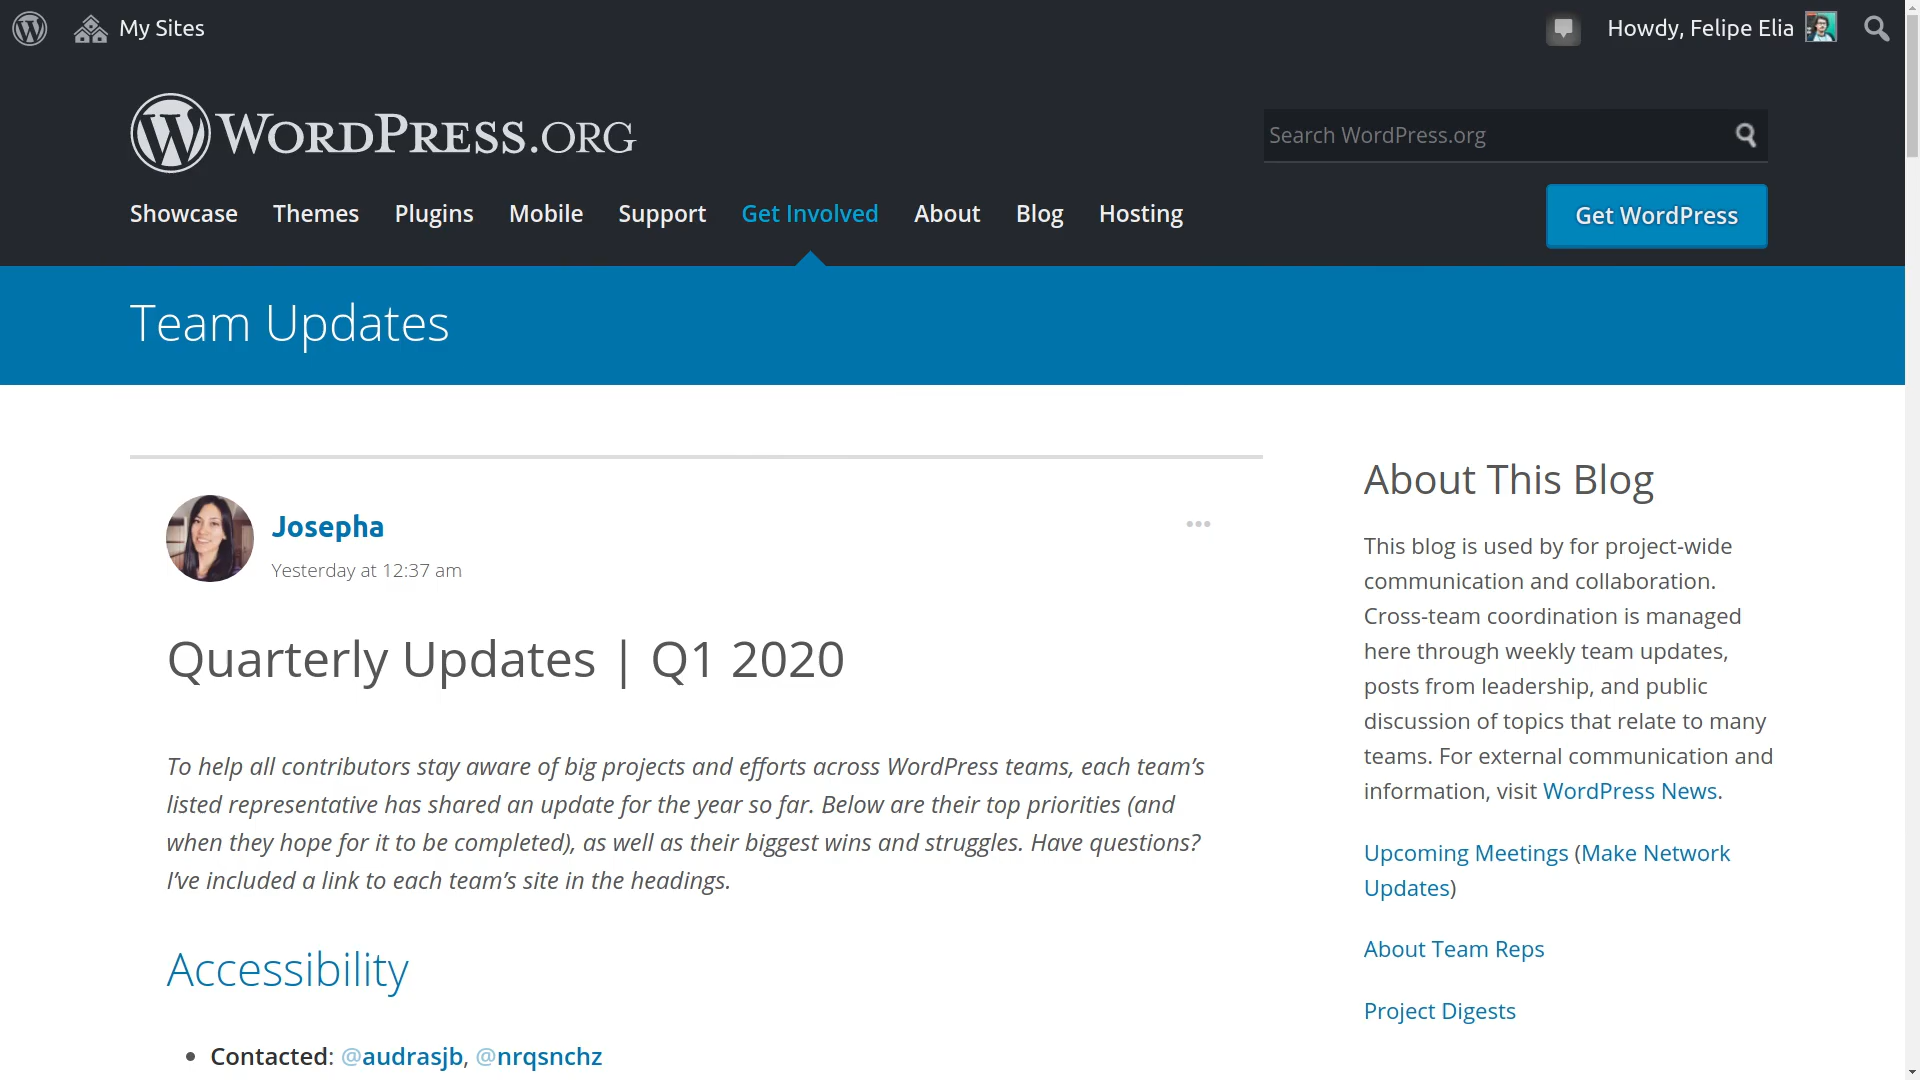 My Sites
Howdy, Felipe Elia
WORDPRESS.ORG
Search WordPress.org
Showcase Themes Plugins Mobile Support Get Involved About Blog Hosting
Get WordPress
Team Updates
Josepha
Yesterday at 12:37 am
Quarterly Updates | Q1 2020
To help all contributors stay aware of big projects and efforts across WordPress teams, each team’s
listed representative has shared an update for the year so far. Below are their top priorities (and
when they hope for it to be completed), as well as their biggest wins and struggles. Have questions?
I’ve included a link to each team’s site in the headings.
Accessibility
• Contacted: @audrasjb, @nrqsnchz
About This Blog
This blog is used by for project-wide
communication and collaboration.
Cross-team coordination is managed
here through weekly team updates,
posts from leadership, and public
discussion of topics that relate to many
teams. For external communication and
information, visit WordPress News.
Upcoming Meetings (Make Network
Updates)
About Team Reps
Project Digests